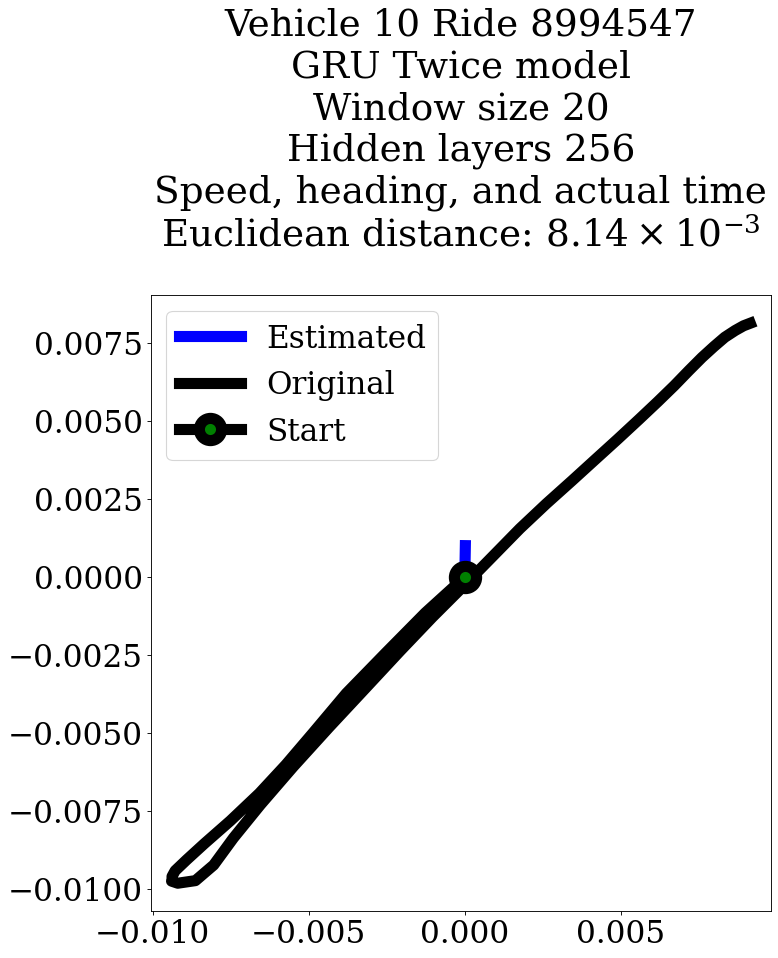 Vehicle 10 Ride 8994547
GRU Twice model
Window size 20
Hidden layers 256
Speed, heading, and actual time
Euclidean distance: 8.14 × 10⁻³
Estimated
Original
Start
0.0075
0.0050
0.0025
0.0000
−0.0025
−0.0050
−0.0075
−0.0100
−0.010 −0.005 0.000 0.005